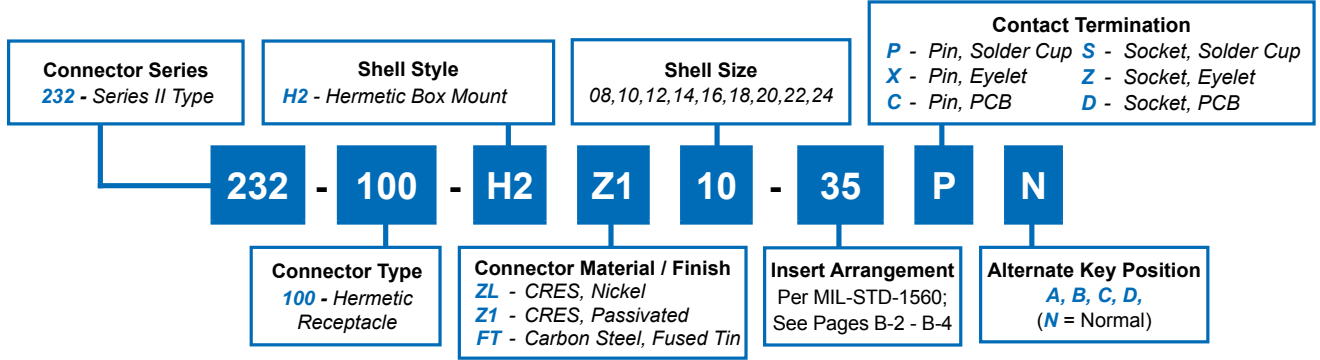 Connector Series
232 - Series II Type
Shell Style
H2 - Hermetic Box Mount
Shell Size
08,10,12,14,16,18,20,22,24
Contact Termination
P - Pin, Solder Cup S - Socket, Solder Cup
X - Pin, Eyelet Z - Socket, Eyelet
C - Pin, PCB D - Socket, PCB
232 - 100 - H2 Z1 10 - 35 P N
Connector Type
100 - Hermetic
Receptacle
Connector Material / Finish
ZL - CRES, Nickel
Z1 - CRES, Passivated
FT - Carbon Steel, Fused Tin
Insert Arrangement
Per MIL-STD-1560;
See Pages B-2 - B-4
Alternate Key Position
A, B, C, D,
(N = Normal)